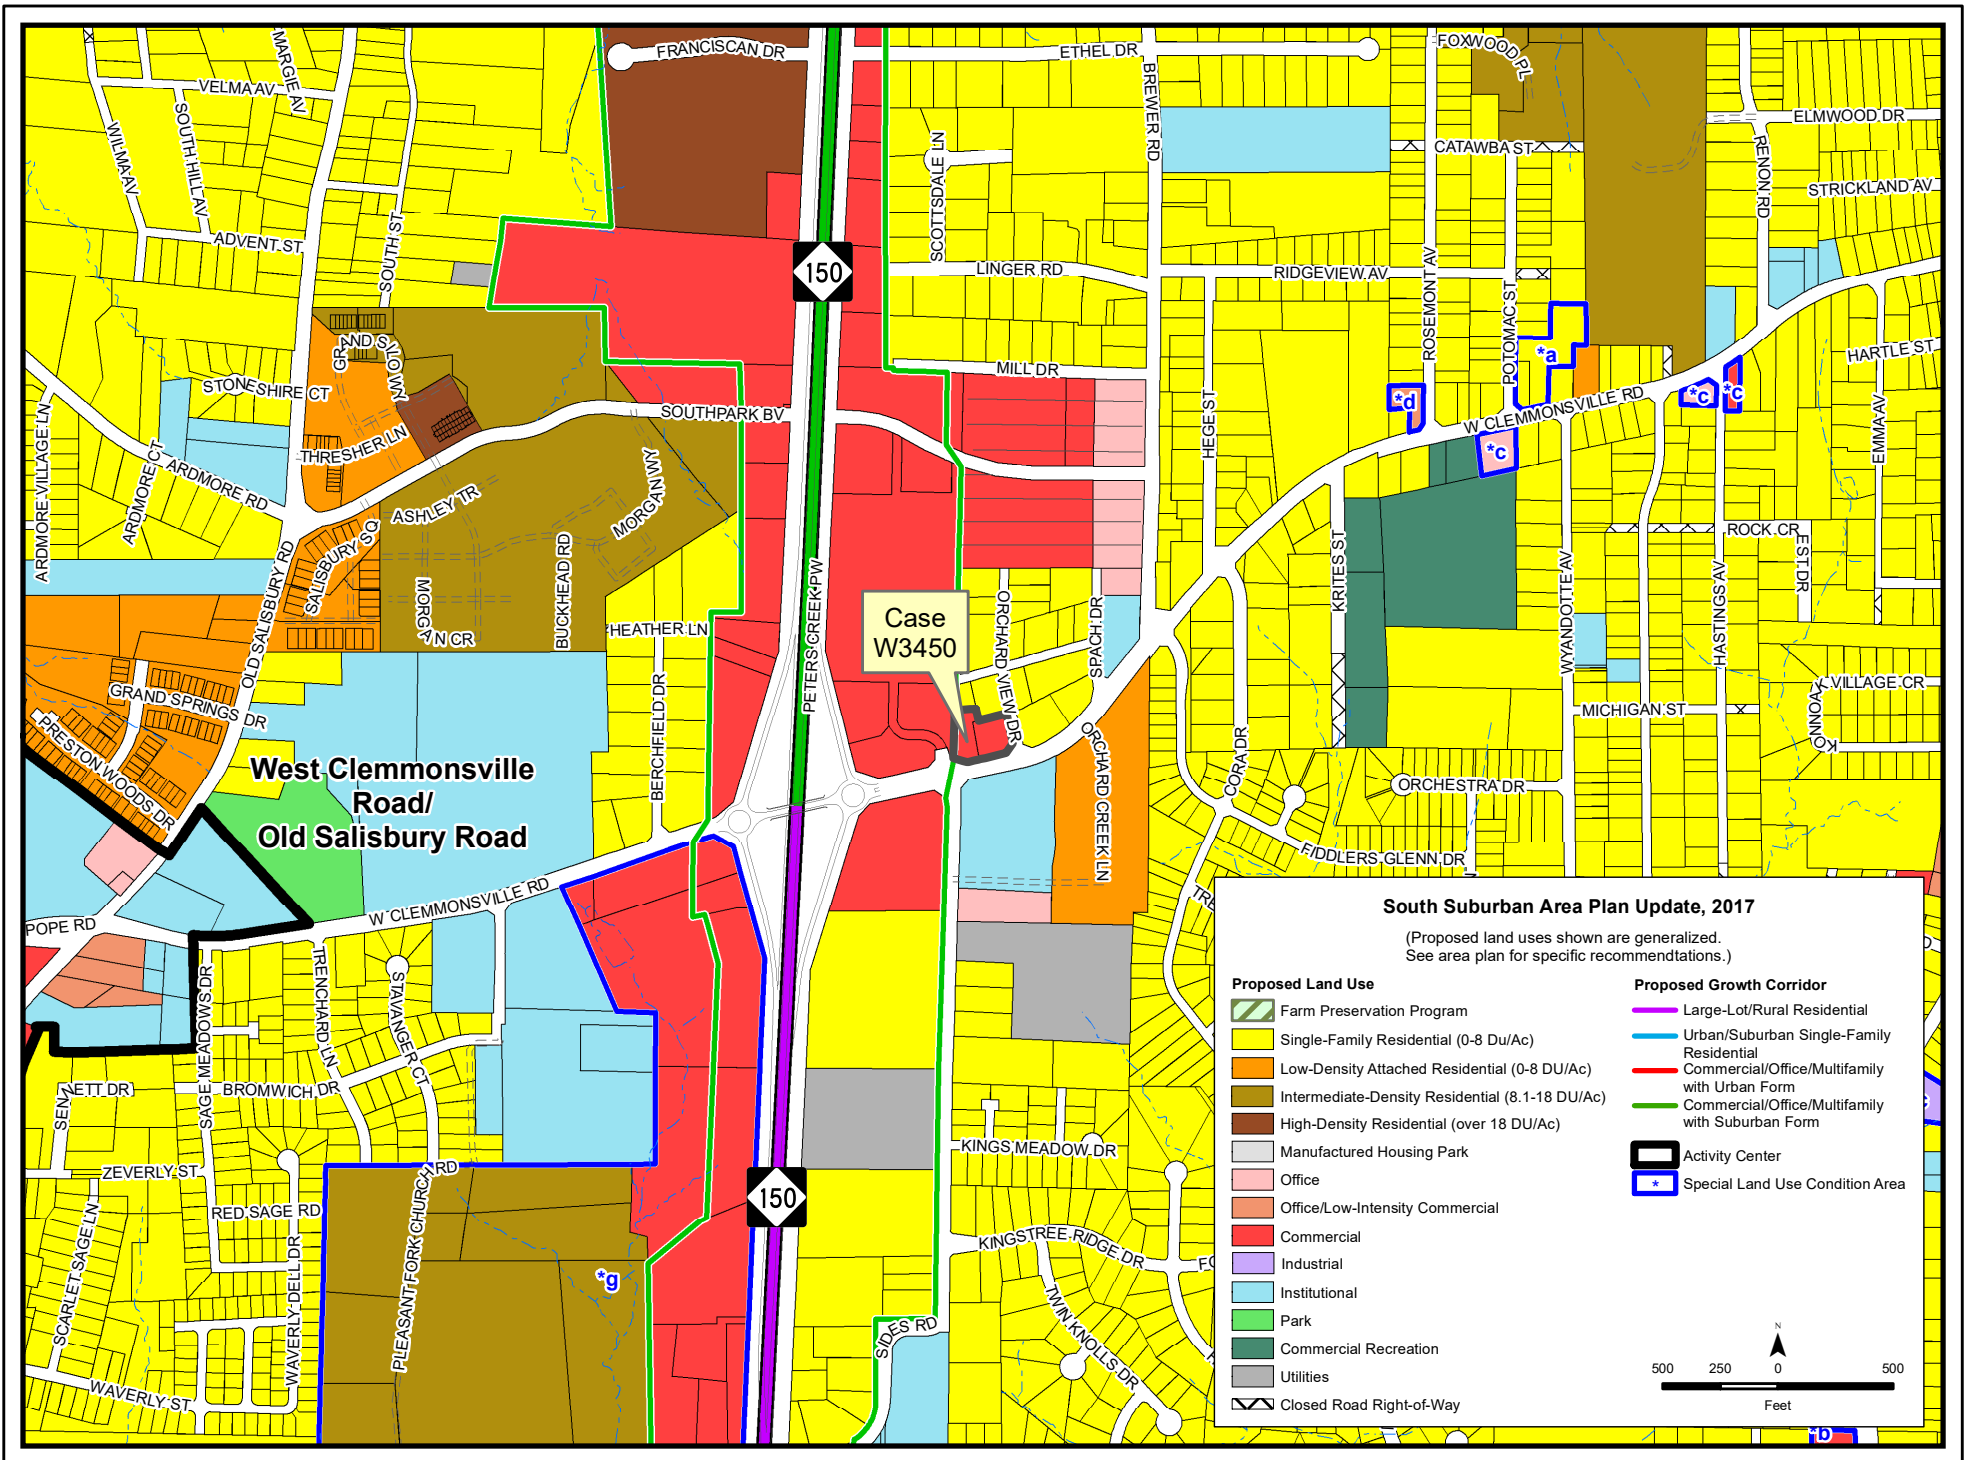 FRANCISCAN DR
ETHEL DR
FOXWOOD PL
MARGIE AV
VELMA AV
SOUTH HILL AV
WILMA AV
BREWER RD
SCOTTSDALE LN
CATAWBA ST
ELMWOOD DR
RENON RD
STRICKLAND AV
ADVENT ST
SOUTH ST
150
LINGER RD
RIDGEVIEW AV
ROSEMONT AV
POTOMAC ST
*a
HARTLE ST
GRAND SILO WY
STONESHIRE CT
MILL DR
*d
*c
*c
W CLEMMONSVILLE RD
SOUTHPARK BV
HEGE ST
*c
EMMA AV
THRESHER LN
ARDMORE VILLAGE LN
ARDMORE CT
ARDMORE RD
ASHLEY TR
MORGAN WY
SALISBURY SQ
BUCKHEAD RD
MORGAN CR
OLD SALISBURY RD
PETERS CREEK PW
KRITES ST
WYANDOTTE AV
HASTINGS AV
ROCK CREST DR
Case
W3450
ORCHARD VIEW DR
SPACH DR
HEATHER LN
BERCHFIELD DR
GRAND SPRINGS DR
PRESTON WOODS DR
KONNOAK VILLAGE CR
MICHIGAN ST
ORCHARD CREEK LN
CORA DR
ORCHESTRA DR
FIDDLERS GLENN DR
West Clemmonsville
Road/
Old Salisbury Road
W CLEMMONSVILLE RD
POPE RD
TRENCHARD LN
STAVANGER CT
SAGE MEADOWS DR
BROMWICH DR
SENNETT DR
ZEVERLY ST
RED SAGE RD
SCARLET SAGE LN
WAVERLY DELL DR
WAVERLY ST
PLEASANT FORK CHURCH RD
*g
150
KINGS MEADOW DR
KINGSTREE RIDGE DR
TWIN KNOLLS DR
SIDES RD
*b
South Suburban Area Plan Update, 2017
(Proposed land uses shown are generalized.
See area plan for specific recommendtations.)
Proposed Land Use
Farm Preservation Program
Single-Family Residential (0-8 Du/Ac)
Low-Density Attached Residential (0-8 DU/Ac)
Intermediate-Density Residential (8.1-18 DU/Ac)
High-Density Residential (over 18 DU/Ac)
Manufactured Housing Park
Office
Office/Low-Intensity Commercial
Commercial
Industrial
Institutional
Park
Commercial Recreation
Utilities
Closed Road Right-of-Way
Proposed Growth Corridor
Large-Lot/Rural Residential
Urban/Suburban Single-Family
Residential
Commercial/Office/Multifamily
with Urban Form
Commercial/Office/Multifamily
with Suburban Form
Activity Center
* Special Land Use Condition Area
N
500 250 0 500
Feet